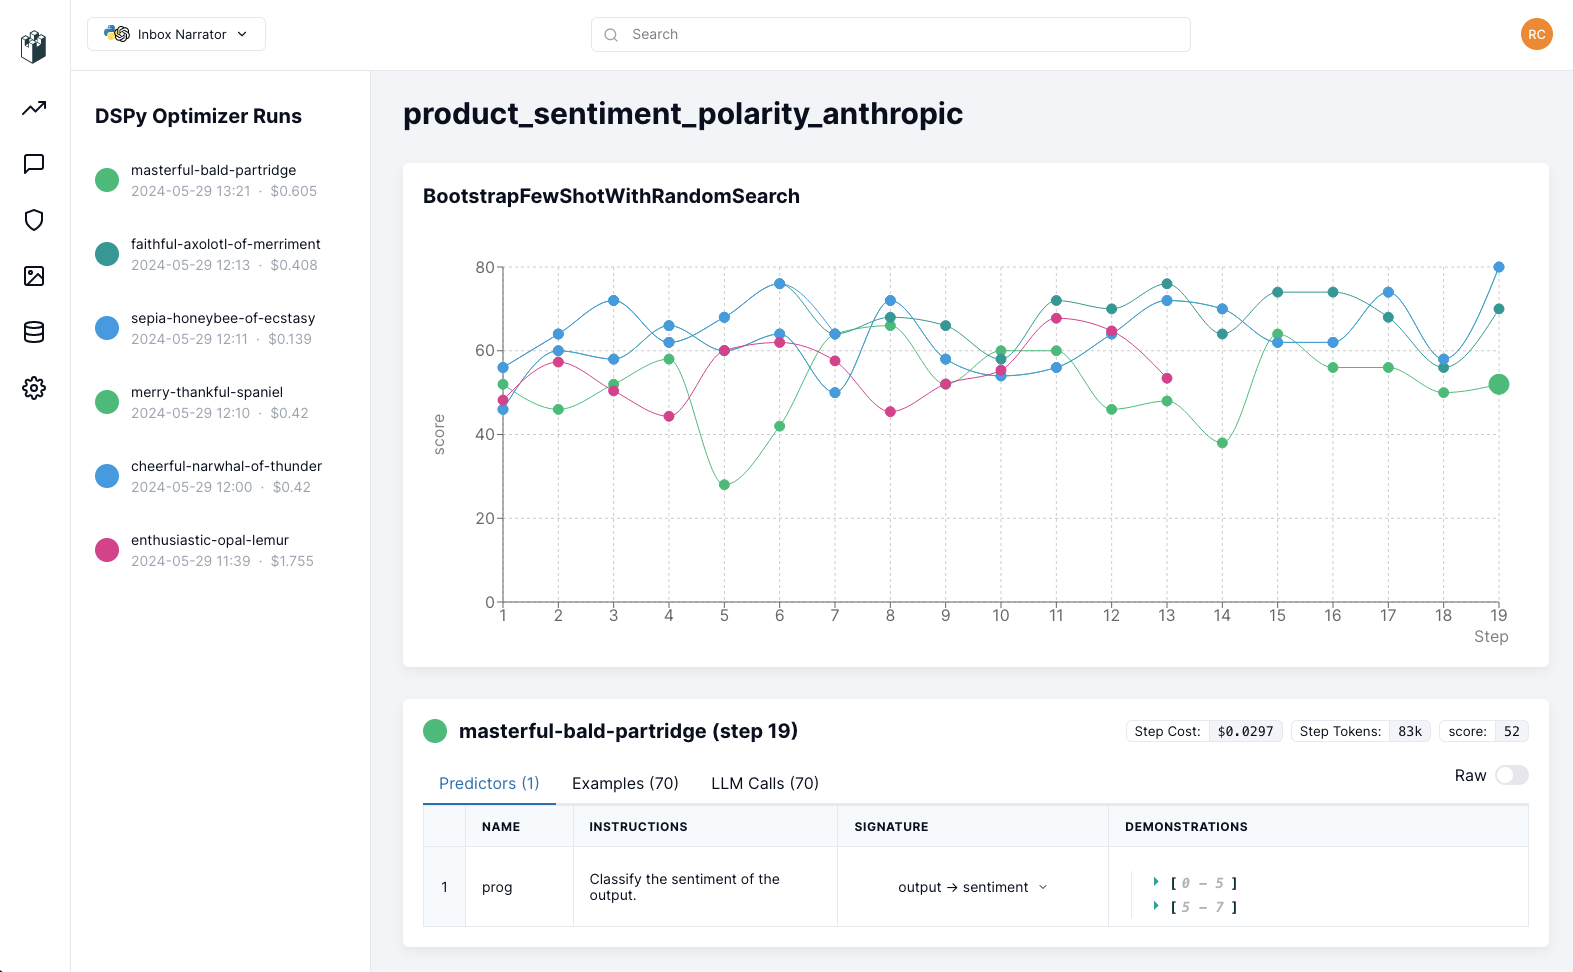 Inbox Narrator
Search
RC
DSPy Optimizer Runs
masterful-bald-partridge
2024-05-29 13:21 · $0.605
faithful-axolotl-of-merriment
2024-05-29 12:13 · $0.408
sepia-honeybee-of-ecstasy
2024-05-29 12:11 · $0.139
merry-thankful-spaniel
2024-05-29 12:10 · $0.42
cheerful-narwhal-of-thunder
2024-05-29 12:00 · $0.42
enthusiastic-opal-lemur
2024-05-29 11:39 · $1.755
product_sentiment_polarity_anthropic
BootstrapFewShotWithRandomSearch
80
60
40
20
0
score
1 2 3 4 5 6 7 8 9 10 11 12 13 14 15 16 17 18 19
Step
masterful-bald-partridge (step 19)
Step Cost: $0.0297 Step Tokens: 83k score: 52
Predictors (1) Examples (70) LLM Calls (70)
Raw
NAME INSTRUCTIONS SIGNATURE DEMONSTRATIONS
1 prog
Classify the sentiment of the
output.
output → sentiment
[ 0 – 5 ]
[ 5 – 7 ]